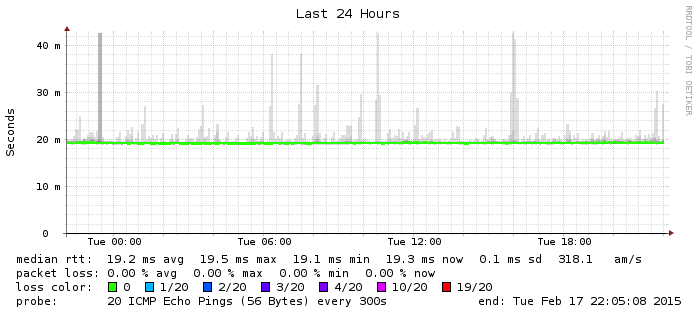 Last 24 Hours
RRDTOOL / TOBI OETIKER
Seconds
40 m
30 m
20 m
10 m
0
Tue 00:00 Tue 06:00 Tue 12:00 Tue 18:00
median rtt: 19.2 ms avg 19.5 ms max 19.1 ms min 19.3 ms now 0.1 ms sd 318.1 am/s
packet loss: 0.00 % avg 0.00 % max 0.00 % min 0.00 % now
loss color: 0 1/20 2/20 3/20 4/20 10/20 19/20
probe: 20 ICMP Echo Pings (56 Bytes) every 300s end: Tue Feb 17 22:05:08 2015